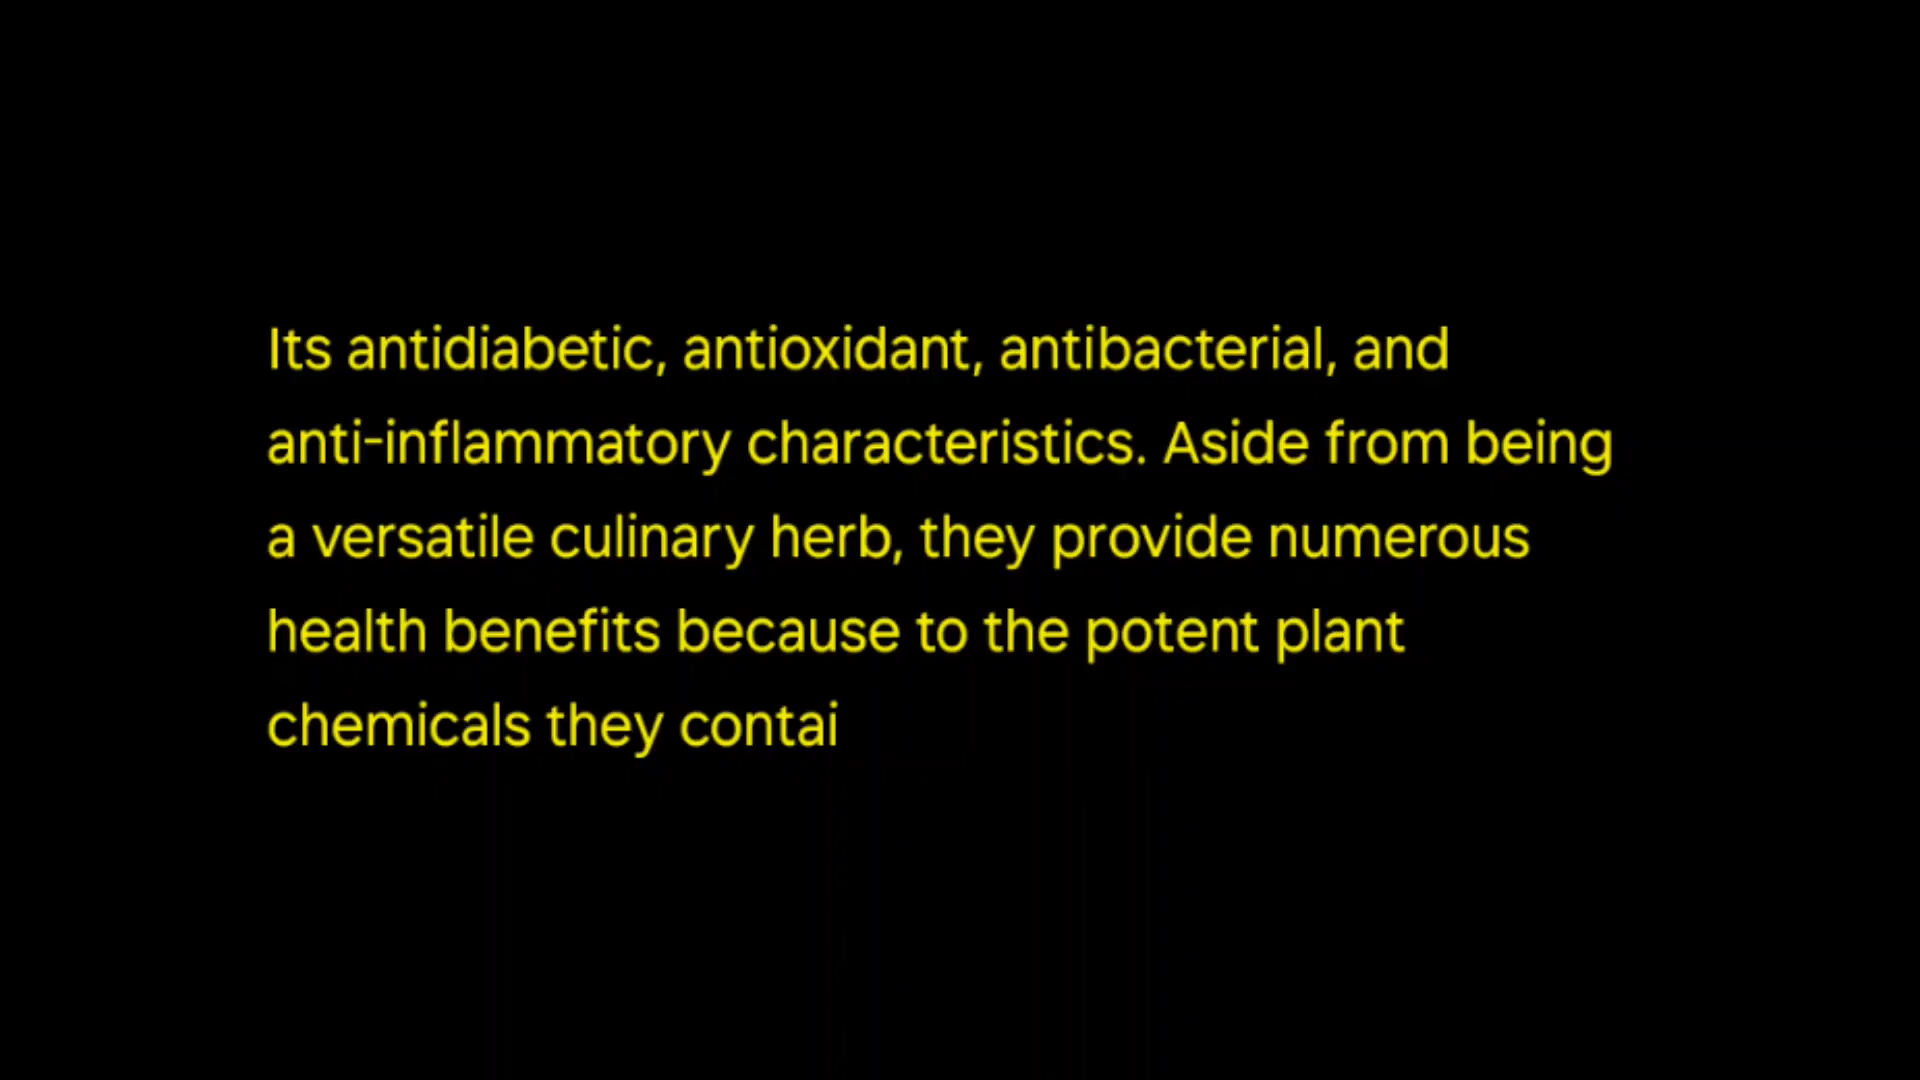 Its antidiabetic, antioxidant, antibacterial, and
anti-inflammatory characteristics. Aside from being
a versatile culinary herb, they provide numerous
health benefits because to the potent plant
chemicals they contai